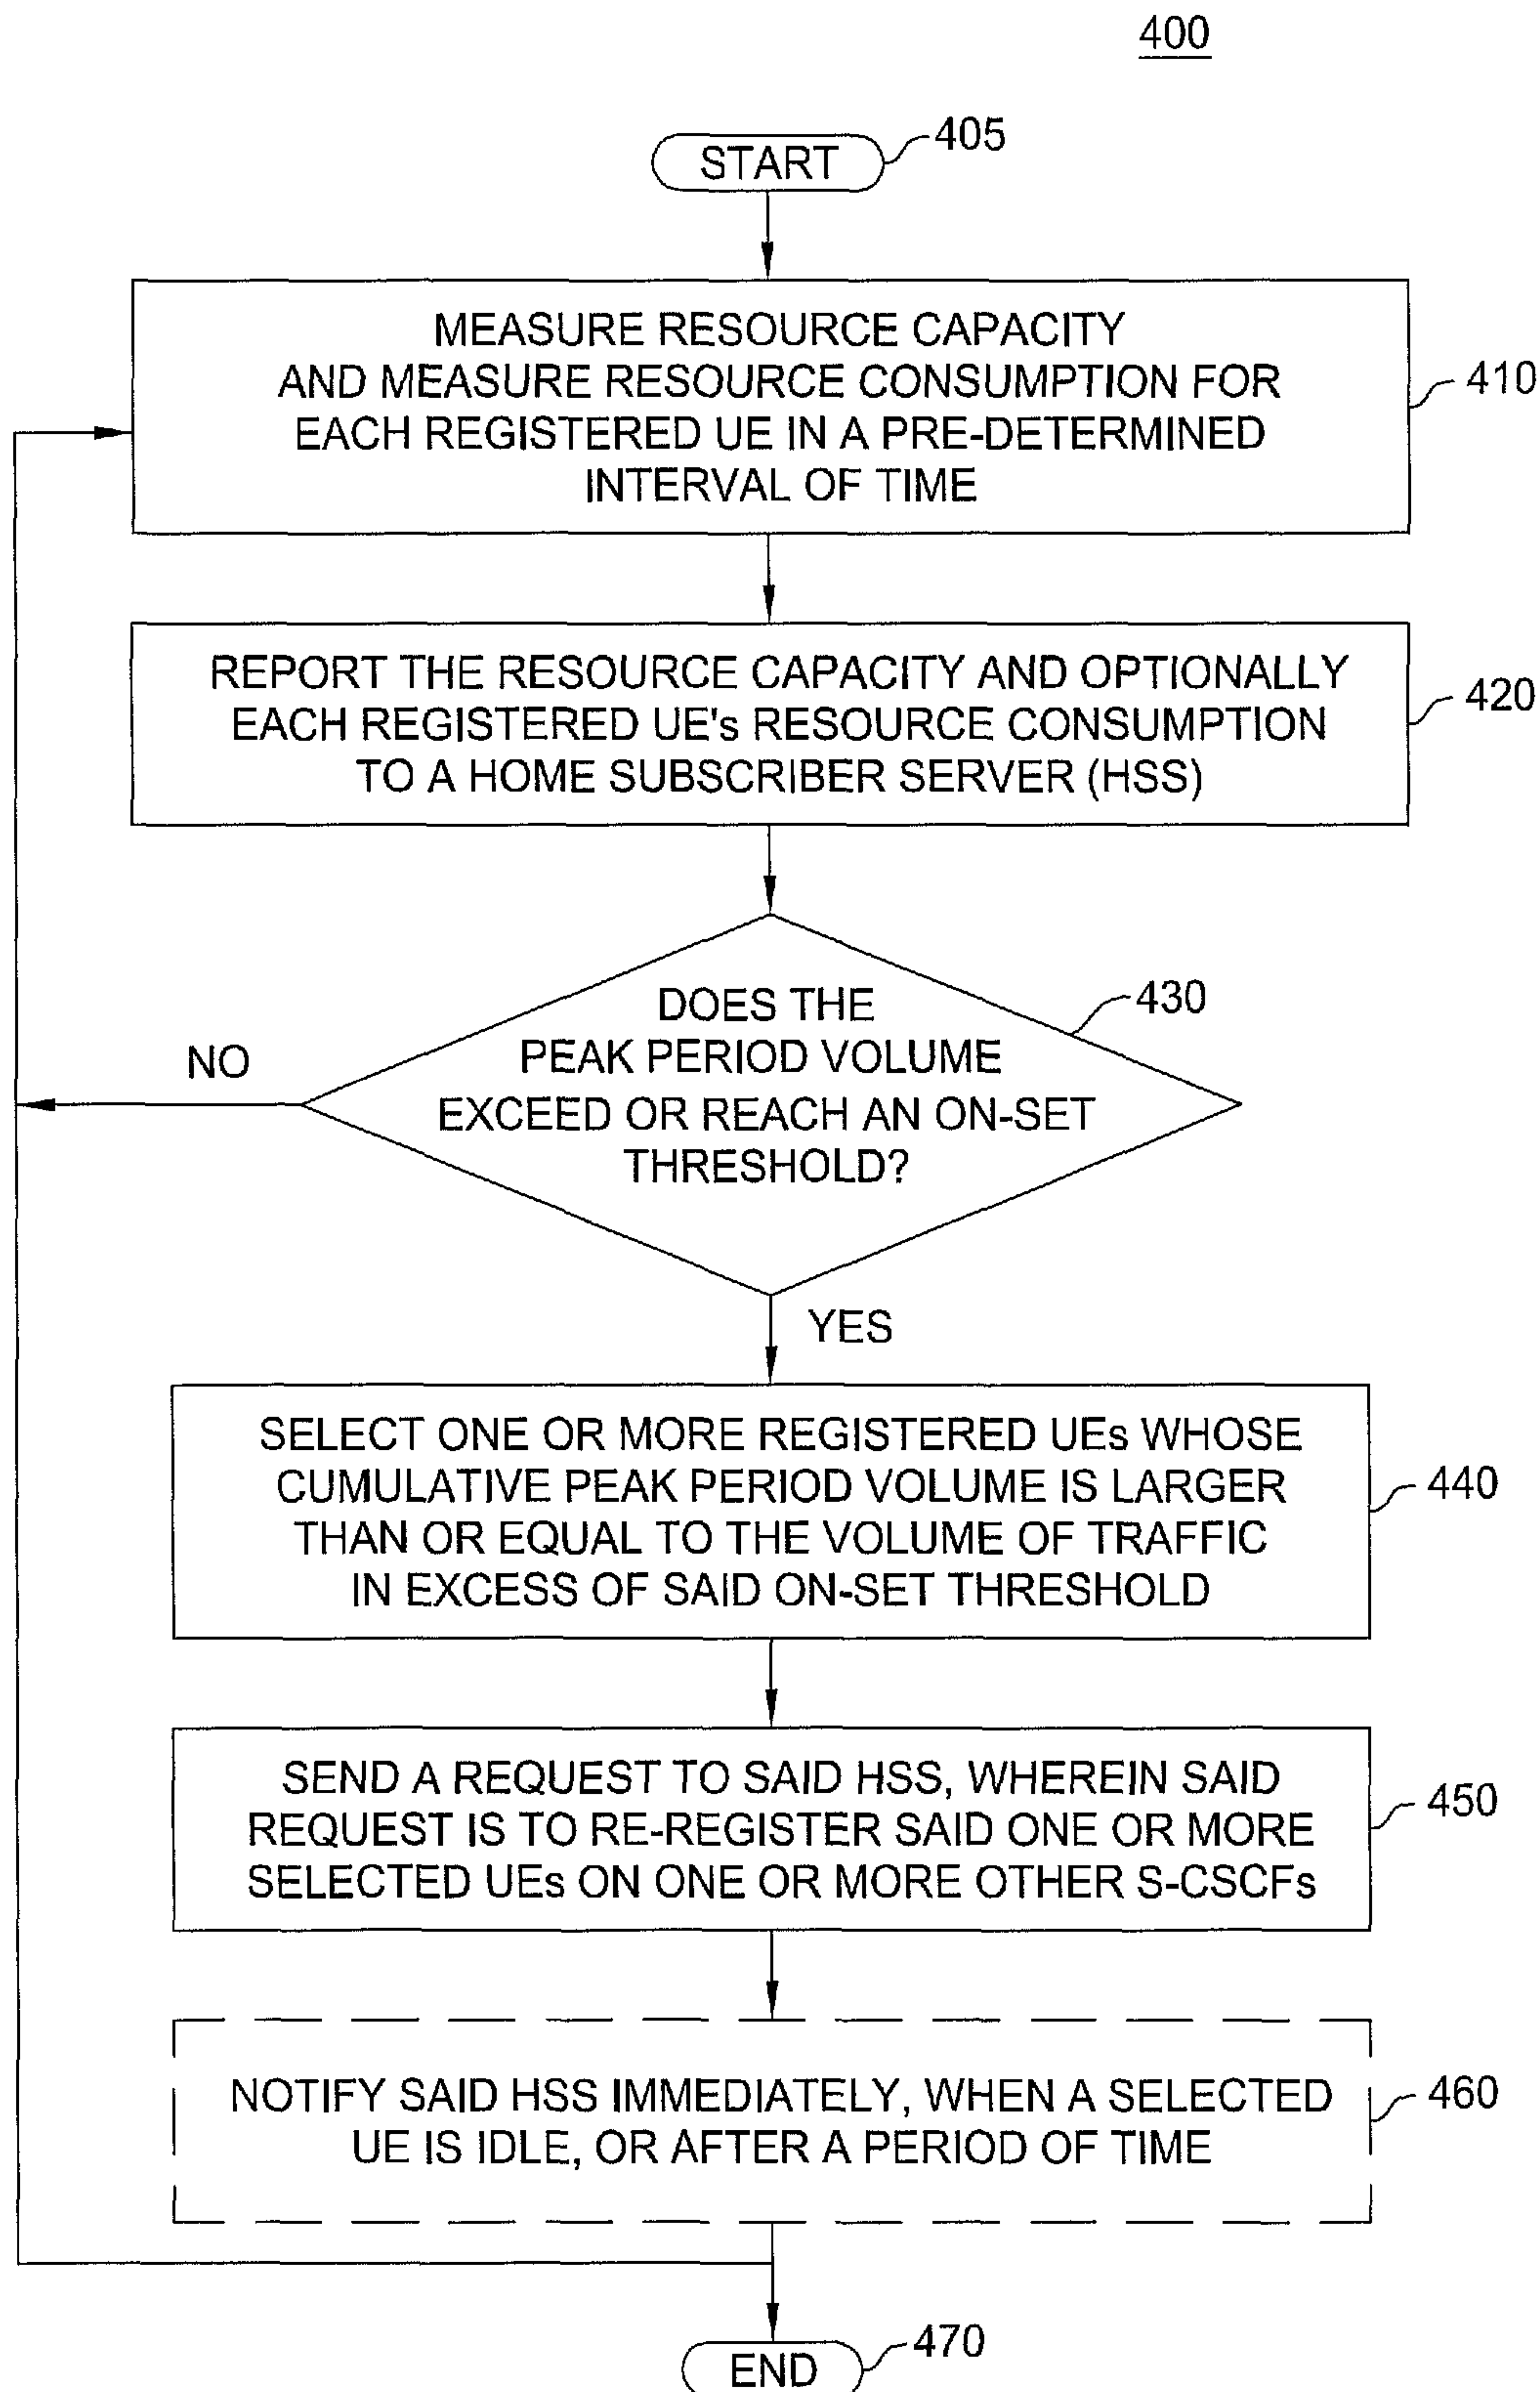 400
START
405
MEASURE RESOURCE CAPACITY
AND MEASURE RESOURCE CONSUMPTION FOR
EACH REGISTERED UE IN A PRE-DETERMINED
INTERVAL OF TIME
410
REPORT THE RESOURCE CAPACITY AND OPTIONALLY
EACH REGISTERED UE's RESOURCE CONSUMPTION
TO A HOME SUBSCRIBER SERVER (HSS)
420
DOES THE
PEAK PERIOD VOLUME
EXCEED OR REACH AN ON-SET
THRESHOLD?
430
NO
YES
SELECT ONE OR MORE REGISTERED UEs WHOSE
CUMULATIVE PEAK PERIOD VOLUME IS LARGER
THAN OR EQUAL TO THE VOLUME OF TRAFFIC
IN EXCESS OF SAID ON-SET THRESHOLD
440
SEND A REQUEST TO SAID HSS, WHEREIN SAID
REQUEST IS TO RE-REGISTER SAID ONE OR MORE
SELECTED UEs ON ONE OR MORE OTHER S-CSCFs
450
NOTIFY SAID HSS IMMEDIATELY, WHEN A SELECTED
UE IS IDLE, OR AFTER A PERIOD OF TIME
460
END
470